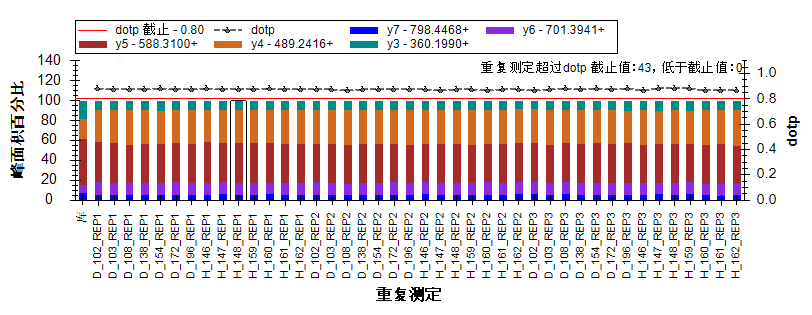 dotp 截止 - 0.80
dotp
y7 - 798.4468+
y6 - 701.3941+
y5 - 588.3100+
y4 - 489.2416+
y3 - 360.1990+
重复测定超过dotp 截止值:43, 低于截止值:0
峰面积百分比
140
120
100
80
60
40
20
0
1.0
0.8
0.6
0.4
0.2
0.0
dotp
库
D_102_REP1
D_103_REP1
D_108_REP1
D_138_REP1
D_154_REP1
D_172_REP1
D_196_REP1
H_146_REP1
H_147_REP1
H_148_REP1
H_159_REP1
H_160_REP1
H_161_REP1
H_162_REP1
D_102_REP2
D_103_REP2
D_108_REP2
D_138_REP2
D_154_REP2
D_172_REP2
D_196_REP2
H_146_REP2
H_147_REP2
H_148_REP2
H_159_REP2
H_160_REP2
H_161_REP2
H_162_REP2
D_102_REP3
D_103_REP3
D_108_REP3
D_138_REP3
D_154_REP3
D_172_REP3
D_196_REP3
H_146_REP3
H_147_REP3
H_148_REP3
H_159_REP3
H_160_REP3
H_161_REP3
H_162_REP3
重复测定